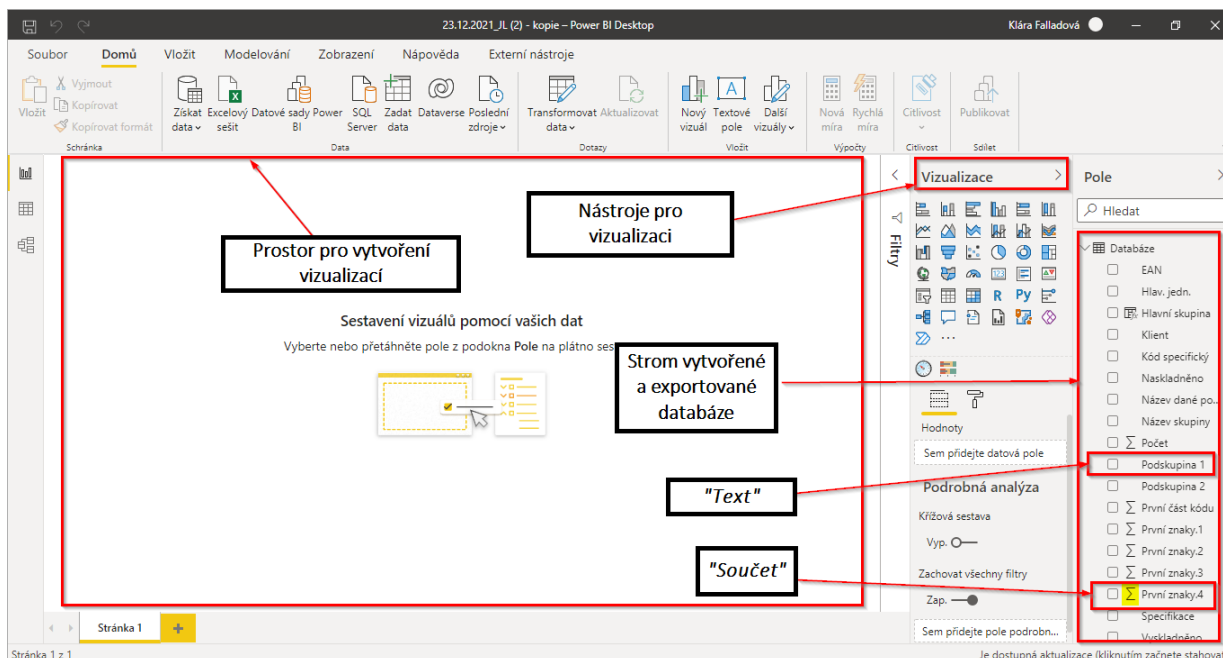 23.12.2021_JL (2) - kopie – Power BI Desktop
Klára Falladová
Soubor Domů Vložit Modelování Zobrazení Nápověda Externí nástroje
Vložit
Vyjmout
Kopírovat
Kopírovat formát
Schránka
Získat data
Excelový sešit
Datové sady Power BI
SQL Server
Zadat data
Dataverse
Poslední zdroje
Data
Transformovat data
Aktualizovat
Dotazy
Nový vizuál
Textové pole
Další vizuály
Vložit
Nová míra
Rychlá míra
Výpočty
Citlivost
Citlivost
Publikovat
Sdílet
Prostor pro vytvoření
vizualizací
Nástroje pro
vizualizaci
Sestavení vizuálů pomocí vašich dat
Vyberte nebo přetáhněte pole z podokna Pole na plátno
Strom vytvořené
a exportované
databáze
"Text"
"Součet"
Filtry
Vizualizace
R Py
Hodnoty
Sem přidejte datová pole
Podrobná analýza
Křížová sestava
Vyp.
Zachovat všechny filtry
Zap.
Sem přidejte pole podrobn...
Pole
Hledat
Databáze
EAN
Hlav. jedn.
Hlavní skupina
Klient
Kód specifický
Naskladněno
Název dané po...
Název skupiny
Σ Počet
Podskupina 1
Podskupina 2
Σ První část kódu
Σ První znaky.1
Σ První znaky.2
Σ První znaky.3
Σ První znaky.4
Specifikace
Vyskladněno
Stránka 1
Stránka 1 z 1
Je dostupná aktualizace (kliknutím začnete stahovat